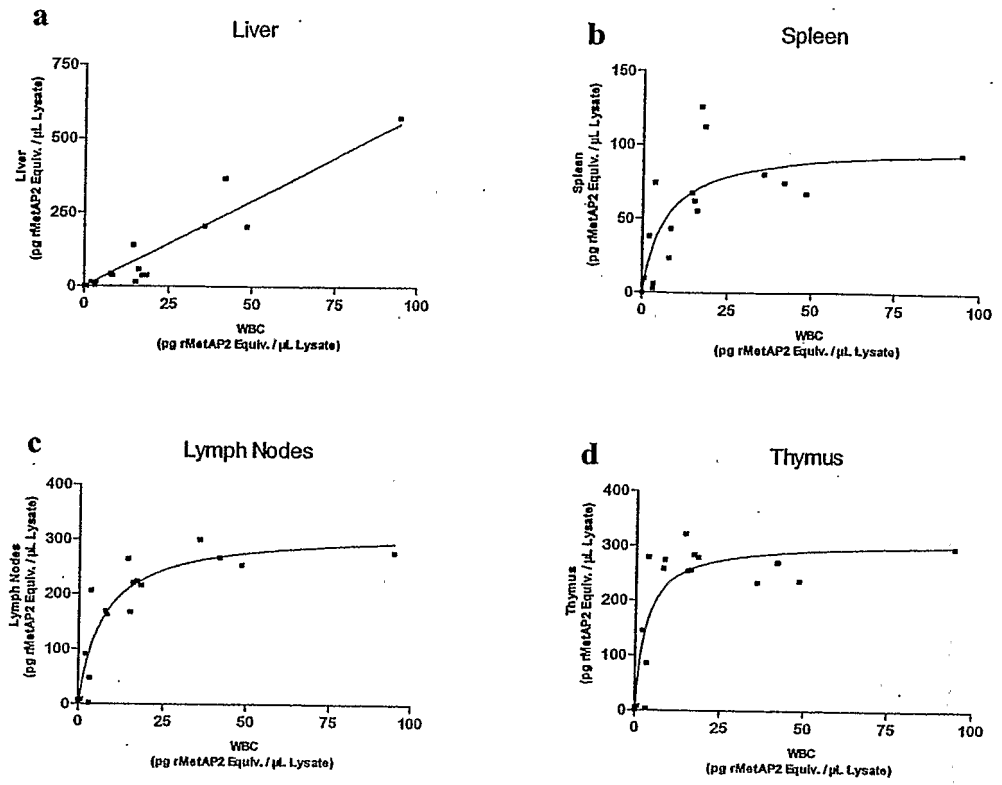 a
Liver
750
500
250
0
Liver
(pg rMetAP2 Equiv. / µL Lysate)
0 25 50 75 100
WBC
(pg rMetAP2 Equiv. / µL Lysate)
b
Spleen
150
100
50
0
Spleen
(pg rMetAP2 Equiv. / µL Lysate)
0 25 50 75 100
WBC
(pg rMetAP2 Equiv. / µL Lysate)
c
Lymph Nodes
400
300
200
100
0
Lymph Nodes
(pg rMetAP2 Equiv. / µL Lysate)
0 25 50 75 100
WBC
(pg rMetAP2 Equiv. / µL Lysate)
d
Thymus
400
300
200
100
0
Thymus
(pg rMetAP2 Equiv. / µL Lysate)
0 25 50 75 100
WBC
(pg rMetAP2 Equiv. / µL Lysate)